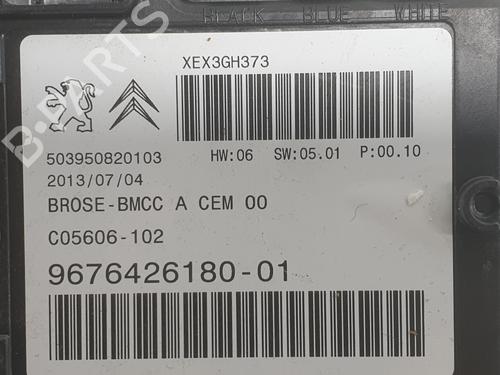 BLACK BLUE WHITE
XEX3GH373
503950820103 HW:06 SW:05.01 P:00.10
2013/07/04
BROSE-BMCC A CEM 00
C05606-102
9676426180-01
B-PARTS